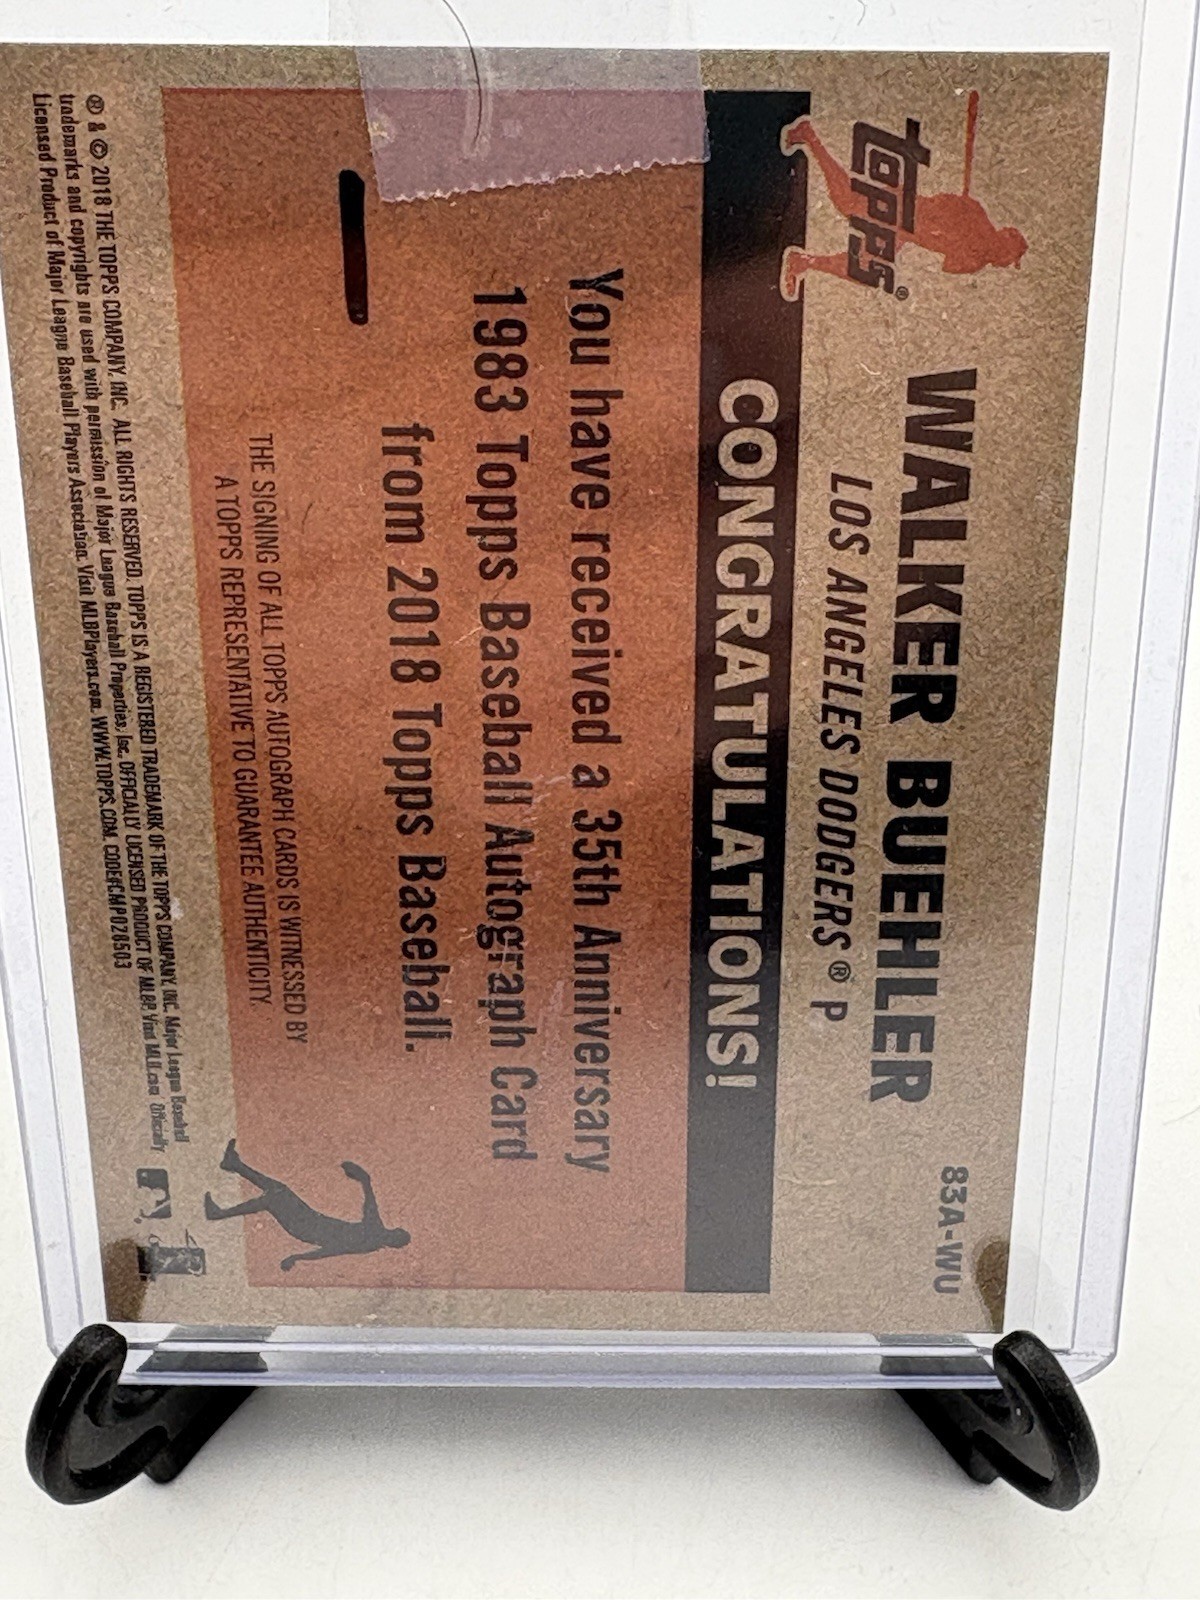 topps®
WALKER BUEHLER
83A-WU
LOS ANGELES DODGERS® P
CONGRATULATIONS!
You have received a 35th Anniversary
1983 Topps Baseball Autograph Card
from 2018 Topps Baseball.
THE SIGNING OF ALL TOPPS AUTOGRAPH CARDS IS WITNESSED BY
A TOPPS REPRESENTATIVE TO GUARANTEE AUTHENTICITY.
® & © 2018 THE TOPPS COMPANY, INC. ALL RIGHTS RESERVED. TOPPS IS A REGISTERED TRADEMARK OF THE TOPPS COMPANY, INC. Major League Baseball
trademarks and copyrights are used with permission of Major League Baseball Properties, Inc. OFFICIALLY LICENSED PRODUCT OF MLBP. Visit MLB.com Officially
Licensed Product of Major League Baseball Players Association. Visit MLBPlayers.com. WWW.TOPPS.COM. CODE#CMP028503